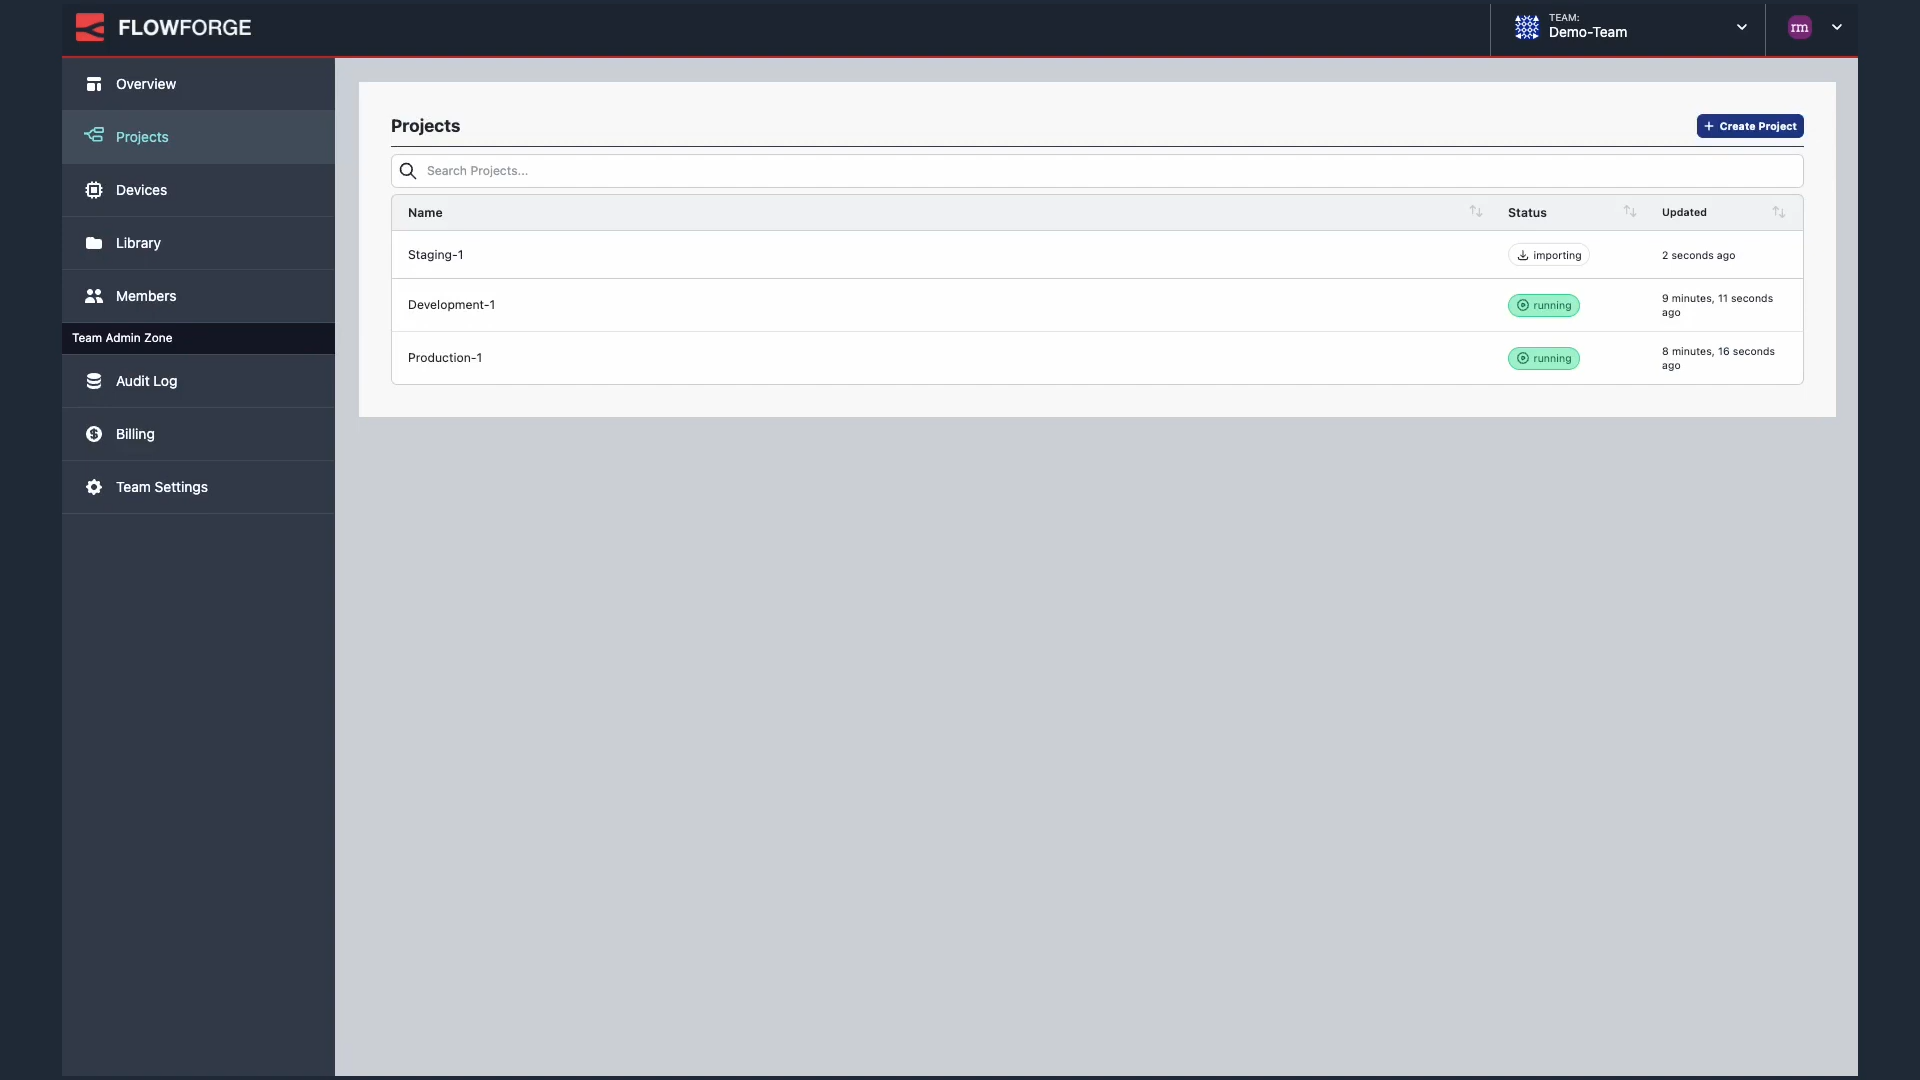 FLOWFORGE
TEAM:
Demo-Team
rm
Overview
Projects
Devices
Library
Members
Team Admin Zone
Audit Log
Billing
Team Settings
Projects
+ Create Project
Search Projects...
Name Status Updated
Staging-1 importing 2 seconds ago
Development-1 running 9 minutes, 11 seconds
ago
Production-1 running 8 minutes, 16 seconds
ago